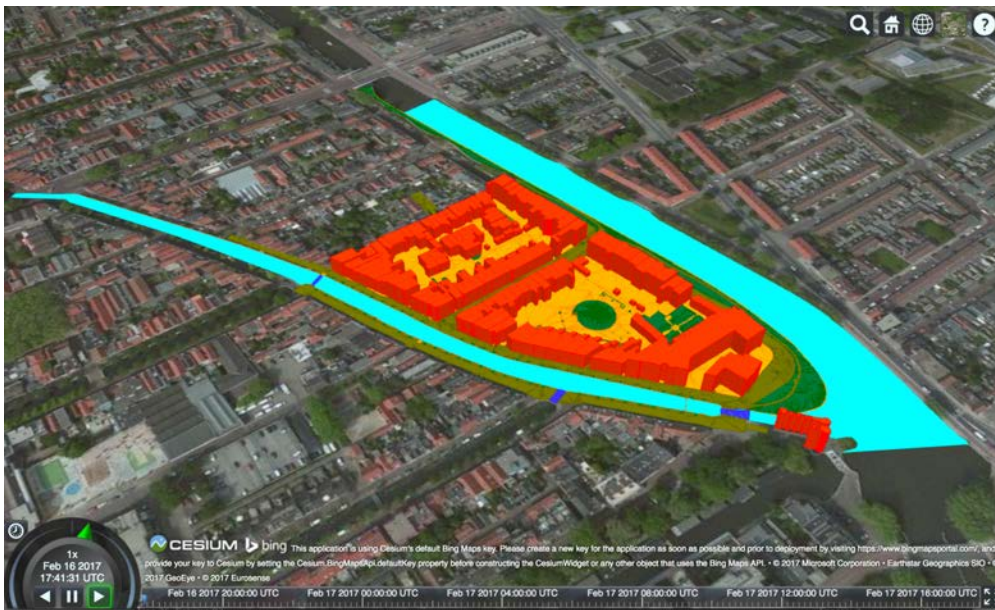 ?
CESIUM bing This application is using Cesium's default Bing Maps key. Please create a new key for the application as soon as possible and prior to deployment by visiting https://www.bingmapsportal.com/, and
provide your key to Cesium by setting the Cesium.BingMapsApi.defaultKey property before constructing the CesiumWidget or any other object that uses the Bing Maps API. • © 2017 Microsoft Corporation • Earthstar Geographics SIO •
2017 GeoEye • © 2017 Eurosense
1x
Feb 16 2017
17:41:31 UTC
Feb 16 2017 20:00:00 UTC
Feb 17 2017 00:00:00 UTC
Feb 17 2017 04:00:00 UTC
Feb 17 2017 08:00:00 UTC
Feb 17 2017 12:00:00 UTC
Feb 17 2017 16:00:00 UTC